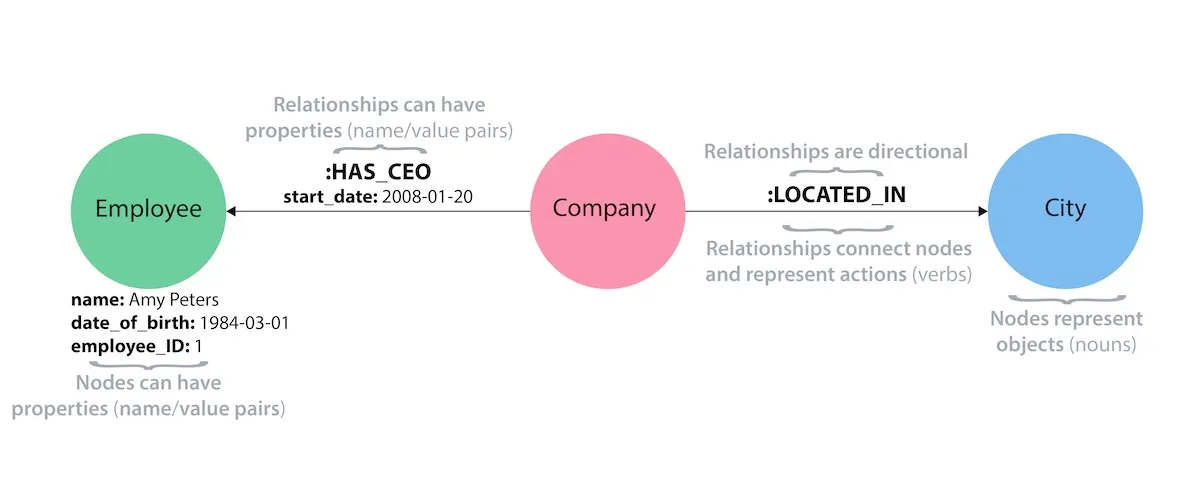 Relationships can have
properties (name/value pairs)
:HAS_CEO
start_date: 2008-01-20
Relationships are directional
:LOCATED_IN
Employee
Company
City
Relationships connect nodes
and represent actions (verbs)
name: Amy Peters
date_of_birth: 1984-03-01
employee_ID: 1
Nodes represent
objects (nouns)
Nodes can have
properties (name/value pairs)